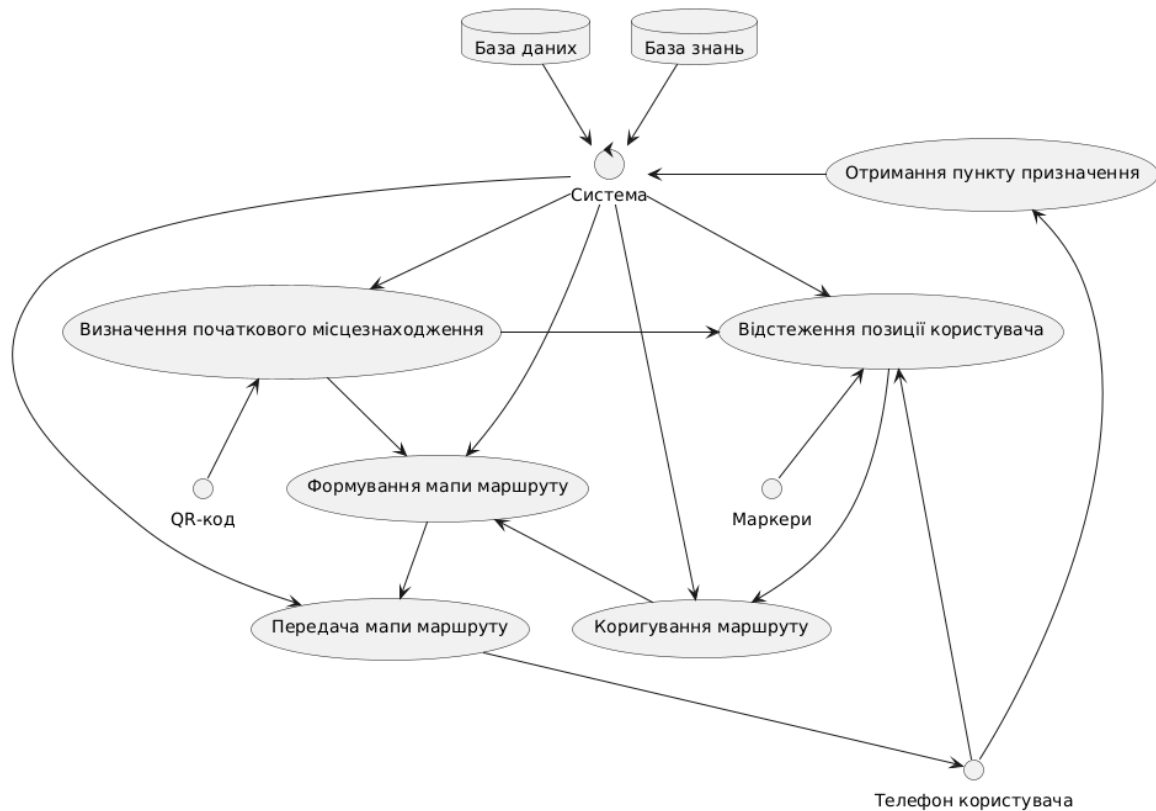 База даних
База знань
Отримання пункту призначення
Система
Визначення початкового місцезнаходження
Відстеження позиції користувача
Формування мапи маршруту
QR-код
Маркери
Передача мапи маршруту
Коригування маршруту
Телефон користувача